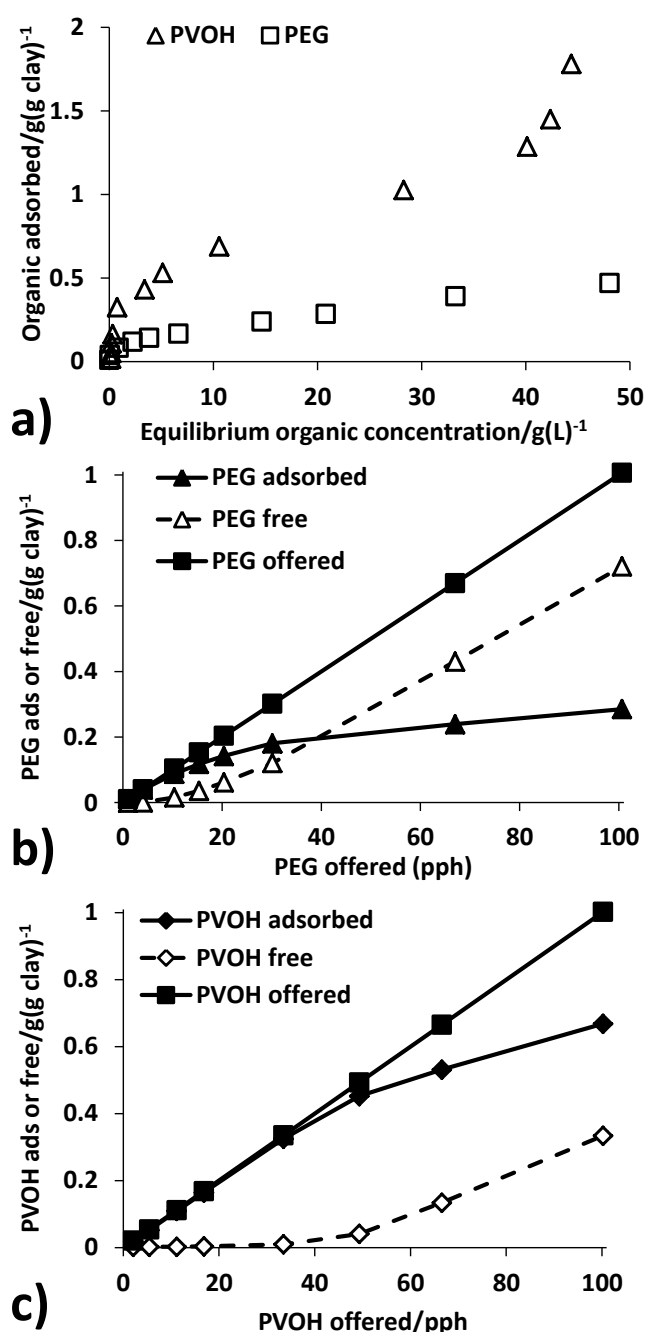 PVOH PEG
Organic adsorbed/g(g clay)-1
2
1.5
1
0.5
0
0 10 20 30 40 50
Equilibrium organic concentration/g(L)-1
a)
PEG adsorbed
PEG free
PEG offered
PEG ads or free/g(g clay)-1
1
0.8
0.6
0.4
0.2
0
0 20 40 60 80 100
PEG offered (pph)
b)
PVOH adsorbed
PVOH free
PVOH offered
PVOH ads or free/g(g clay)-1
1
0.8
0.6
0.4
0.2
0
0 20 40 60 80 100
PVOH offered/pph
c)